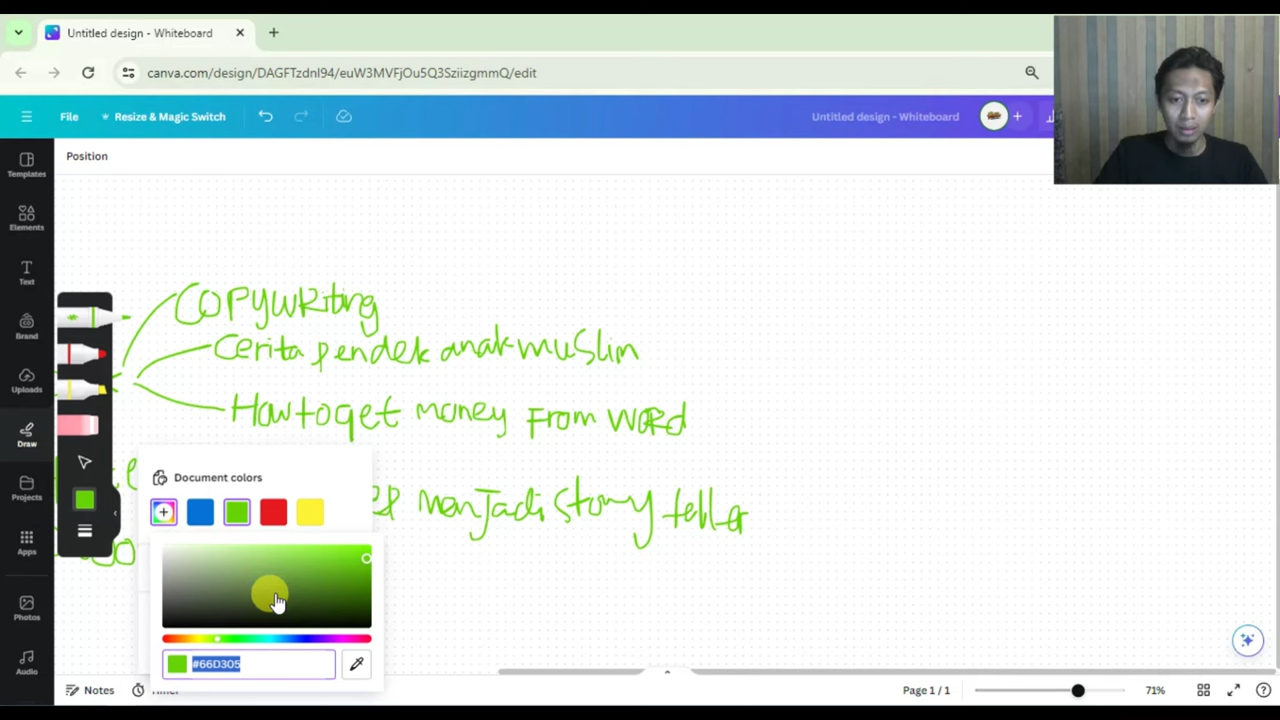 Untitled design - Whiteboard
canva.com/design/DAGFTzdnl94/euW3MVFjOu5Q3SziizgmmQ/edit
File
Resize & Magic Switch
Untitled design - Whiteboard
Position
Templates
Elements
Text
Brand
Uploads
Draw
Projects
Apps
Photos
Audio
COPYWRiting
Cerita pendek anak muslim
How to get money From WORd
menjadi story teller
Document colors
#66D305
Notes
Timer
Page 1 / 1
71%